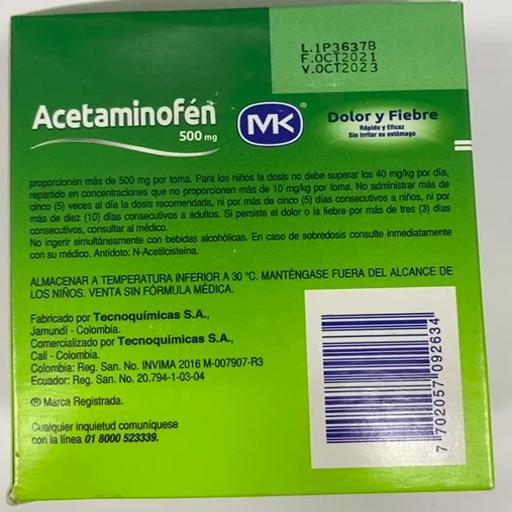 L.1P3637B
F.OCT2021
V.OCT2023
Acetaminofén
500 mg
MK®
Dolor y Fiebre
Rápido y Eficaz
Sin irritar su estómago
proporcionen más de 500 mg por toma. Para los niños la dosis no debe superar los 40 mg/kg por día,
repartido en concentraciones que no proporcionen más de 10 mg/kg por toma. No administrar más de
cinco (5) veces al día la dosis recomendada, ni por más de cinco (5) días consecutivos a niños, ni por
más de diez (10) días consecutivos a adultos. Si persiste el dolor o la fiebre por más de tres (3) días
consecutivos, consultar al médico.
No ingerir simultáneamente con bebidas alcohólicas. En caso de sobredosis consulte inmediatamente
con su médico. Antídoto: N-Acetilcisteína.
ALMACENAR A TEMPERATURA INFERIOR A 30 °C. MANTÉNGASE FUERA DEL ALCANCE DE
LOS NIÑOS. VENTA SIN FÓRMULA MÉDICA.
Fabricado por Tecnoquímicas S.A.,
Jamundí - Colombia.
Comercializado por Tecnoquímicas S.A.,
Cali - Colombia.
Colombia: Reg. San. No. INVIMA 2016 M-007907-R3
Ecuador: Reg. San. No. 20.794-1-03-04
® Marca Registrada.
Cualquier inquietud comuníquese
con la línea 01 8000 523339.
7 702057 092634